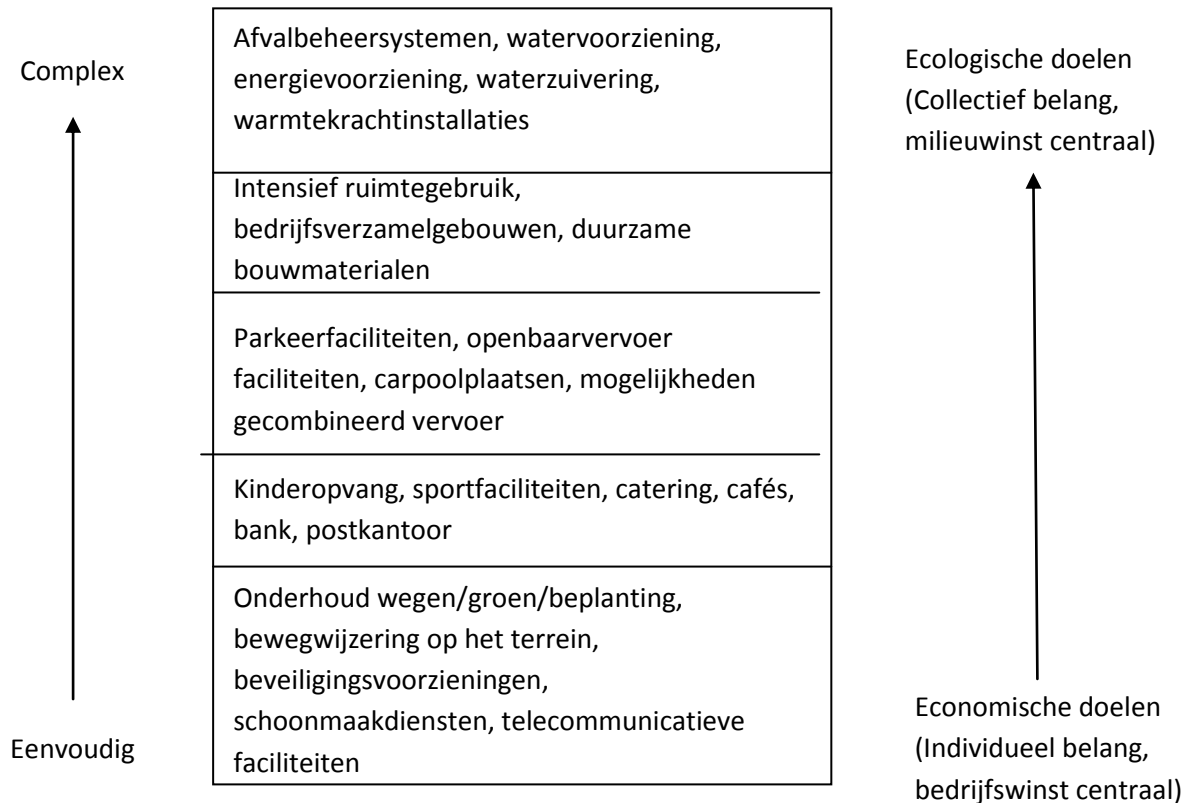 Complex
Afvalbeheersystemen, watervoorziening,
energievoorziening, waterzuivering,
warmtekrachtinstallaties
Ecologische doelen
(Collectief belang,
milieuwinst centraal)
Intensief ruimtegebruik,
bedrijfsverzamelgebouwen, duurzame
bouwmaterialen
Parkeerfaciliteiten, openbaarvervoer
faciliteiten, carpoolplaatsen, mogelijkheden
gecombineerd vervoer
Kinderopvang, sportfaciliteiten, catering, cafés,
bank, postkantoor
Onderhoud wegen/groen/beplanting,
bewegwijzering op het terrein,
beveiligingsvoorzieningen,
schoonmaakdiensten, telecommunicatieve
faciliteiten
Eenvoudig
Economische doelen
(Individueel belang,
bedrijfswinst centraal)